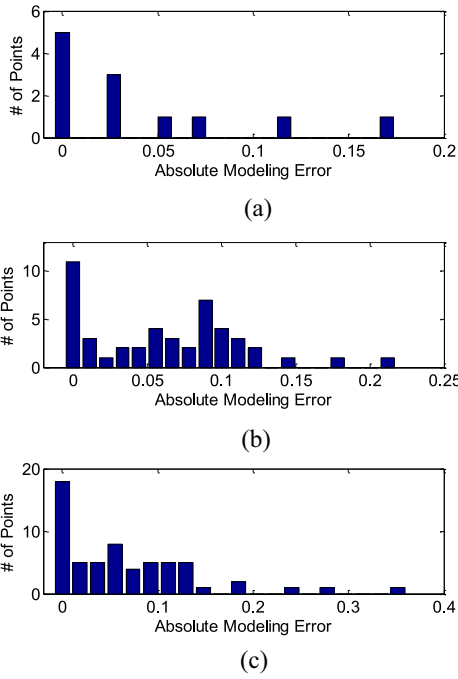 6
4
2
0
# of Points
0 0.05 0.1 0.15 0.2
Absolute Modeling Error
(a)
10
5
0
# of Points
0 0.05 0.1 0.15 0.2 0.25
Absolute Modeling Error
(b)
20
10
0
# of Points
0 0.1 0.2 0.3 0.4
Absolute Modeling Error
(c)